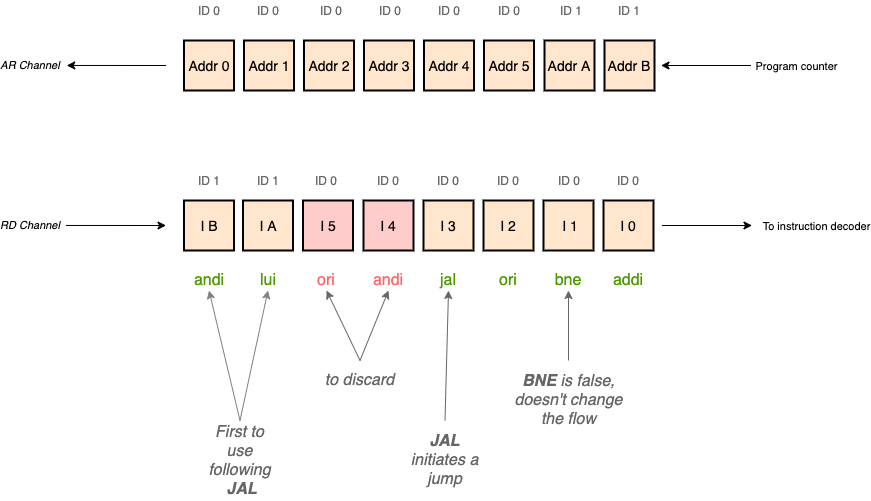 ID 0 ID 0 ID 0 ID 0 ID 0 ID 0 ID 1 ID 1
AR Channel Addr 0 Addr 1 Addr 2 Addr 3 Addr 4 Addr 5 Addr A Addr B Program counter
ID 1 ID 1 ID 0 ID 0 ID 0 ID 0 ID 0 ID 0
RD Channel I B I A I 5 I 4 I 3 I 2 I 1 I 0 To instruction decoder
andi lui ori andi jal ori bne addi
to discard
BNE is false,
doesn't change
the flow
First to
use
following
JAL
JAL
initiates a
jump